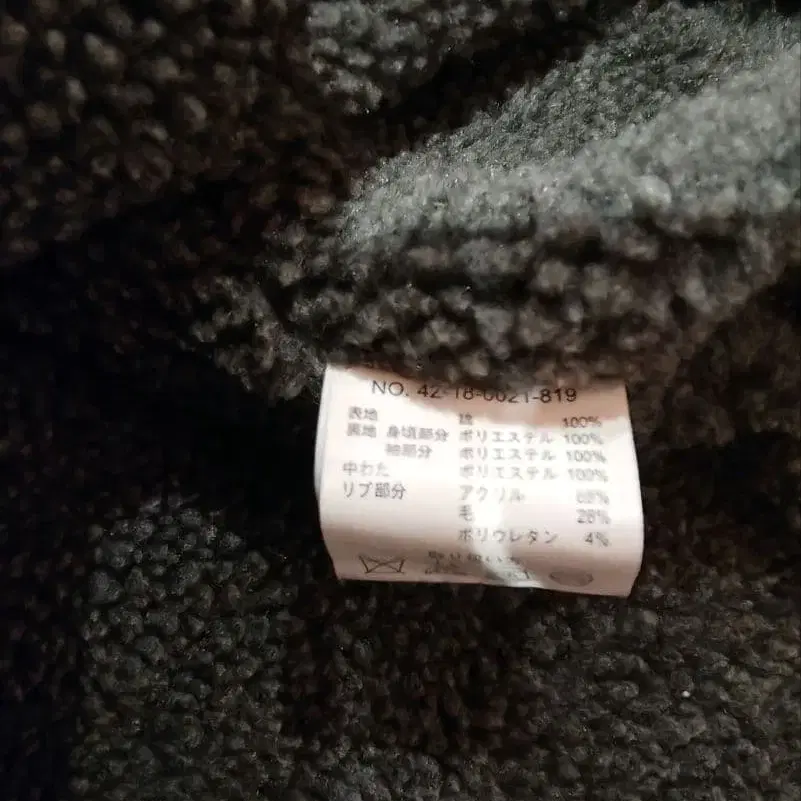 NO. 42-18-0021-819
表地 綿 100%
裏地 身頃部分 ポリエステル 100%
袖部分 ポリエステル 100%
中わた ポリエステル 100%
リブ部分 アクリル 68%
毛 28%
ポリウレタン 4%